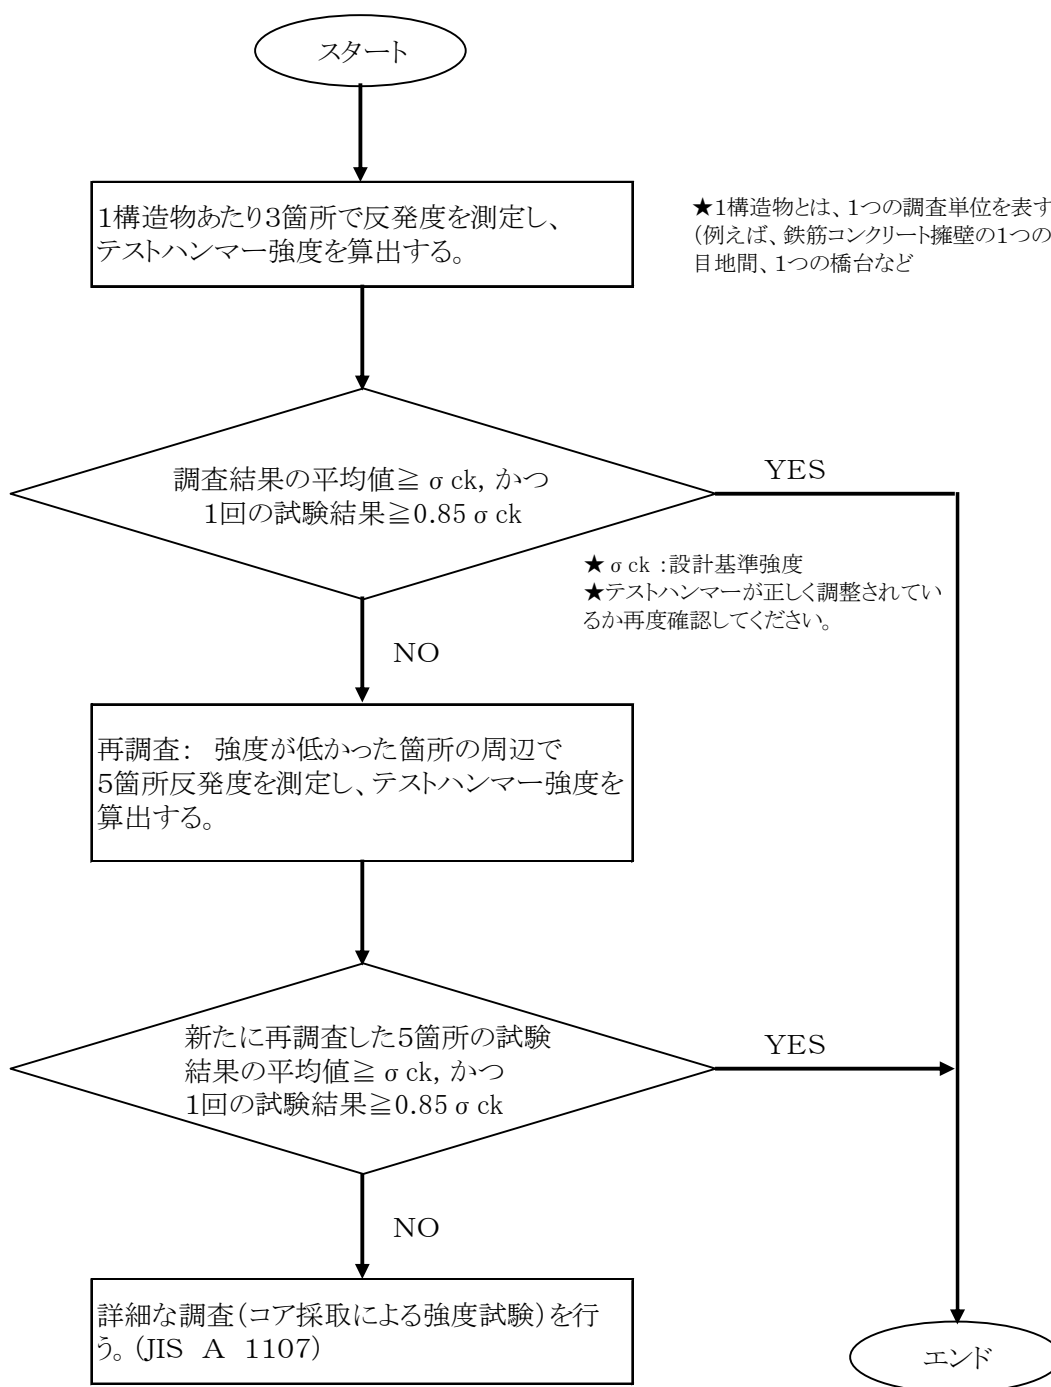 スタート
1構造物あたり3箇所で反発度を測定し、
テストハンマー強度を算出する。
★1構造物とは、1つの調査単位を表す
(例えば、鉄筋コンクリート擁壁の1つの
目地間、1つの橋台など
調査結果の平均値≧σck, かつ
1回の試験結果≧0.85σck
YES
★σck:設計基準強度
★テストハンマーが正しく調整されてい
るか再度確認してください。
NO
再調査: 強度が低かった箇所の周辺で
5箇所反発度を測定し、テストハンマー強度を
算出する。
新たに再調査した5箇所の試験
結果の平均値≧σck, かつ
1回の試験結果≧0.85σck
YES
NO
詳細な調査(コア採取による強度試験)を行
う。(JIS A 1107)
エンド